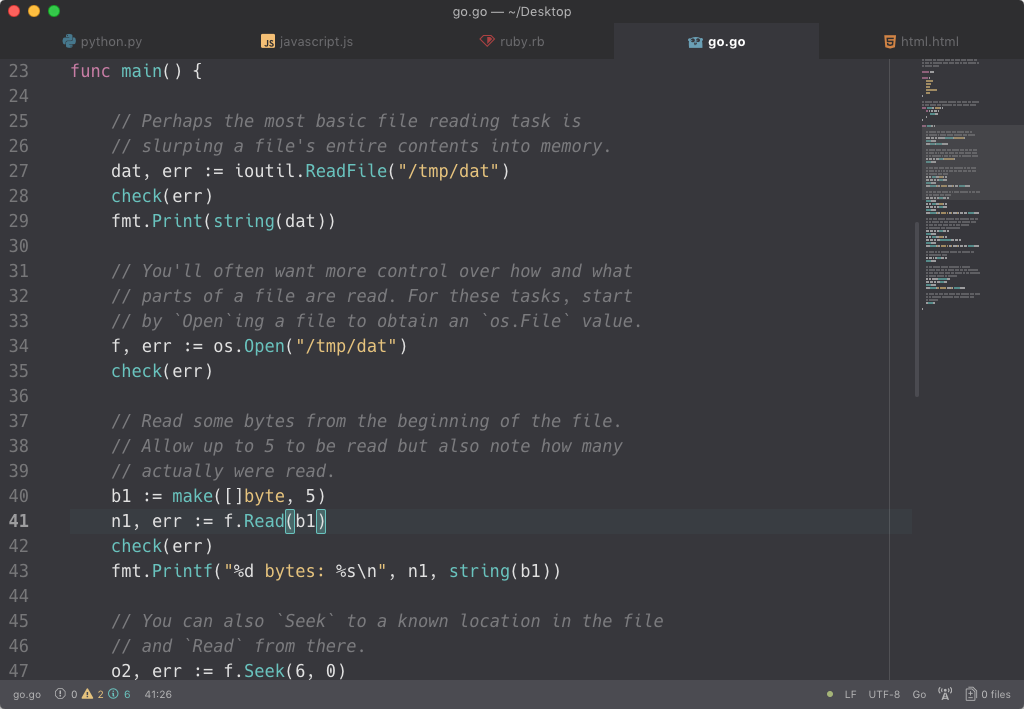 go.go — ~/Desktop
python.py javascript.js ruby.rb go.go html.html
23 func main() {
24
25 // Perhaps the most basic file reading task is
26 // slurping a file's entire contents into memory.
27 dat, err := ioutil.ReadFile("/tmp/dat")
28 check(err)
29 fmt.Print(string(dat))
30
31 // You'll often want more control over how and what
32 // parts of a file are read. For these tasks, start
33 // by `Open`ing a file to obtain an `os.File` value.
34 f, err := os.Open("/tmp/dat")
35 check(err)
36
37 // Read some bytes from the beginning of the file.
38 // Allow up to 5 to be read but also note how many
39 // actually were read.
40 b1 := make([]byte, 5)
41 n1, err := f.Read(b1)
42 check(err)
43 fmt.Printf("%d bytes: %s\n", n1, string(b1))
44
45 // You can also `Seek` to a known location in the file
46 // and `Read` from there.
47 o2, err := f.Seek(6, 0)
go.go 0 2 6 41:26 LF UTF-8 Go 0 files